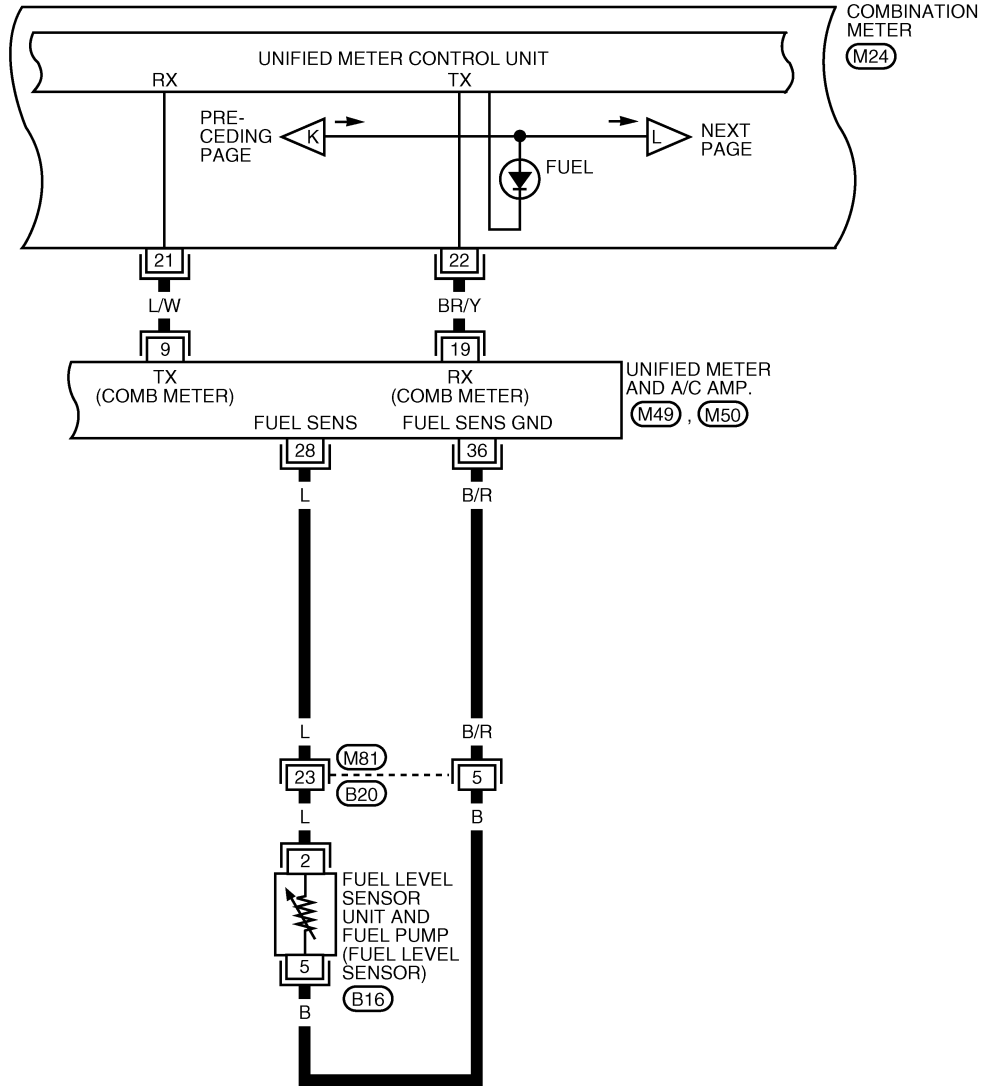 COMBINATION
METER
M24
UNIFIED METER CONTROL UNIT
RX
TX
PRE-
CEDING
PAGE
K
L
NEXT
PAGE
FUEL
21
22
L/W
BR/Y
9
19
TX
(COMB METER)
RX
(COMB METER)
FUEL SENS
FUEL SENS GND
UNIFIED METER
AND A/C AMP.
M49 , M50
28
36
L
B/R
L
B/R
M81
23
5
B20
L
B
2
FUEL LEVEL
SENSOR
UNIT AND
FUEL PUMP
(FUEL LEVEL
SENSOR)
5
B16
B